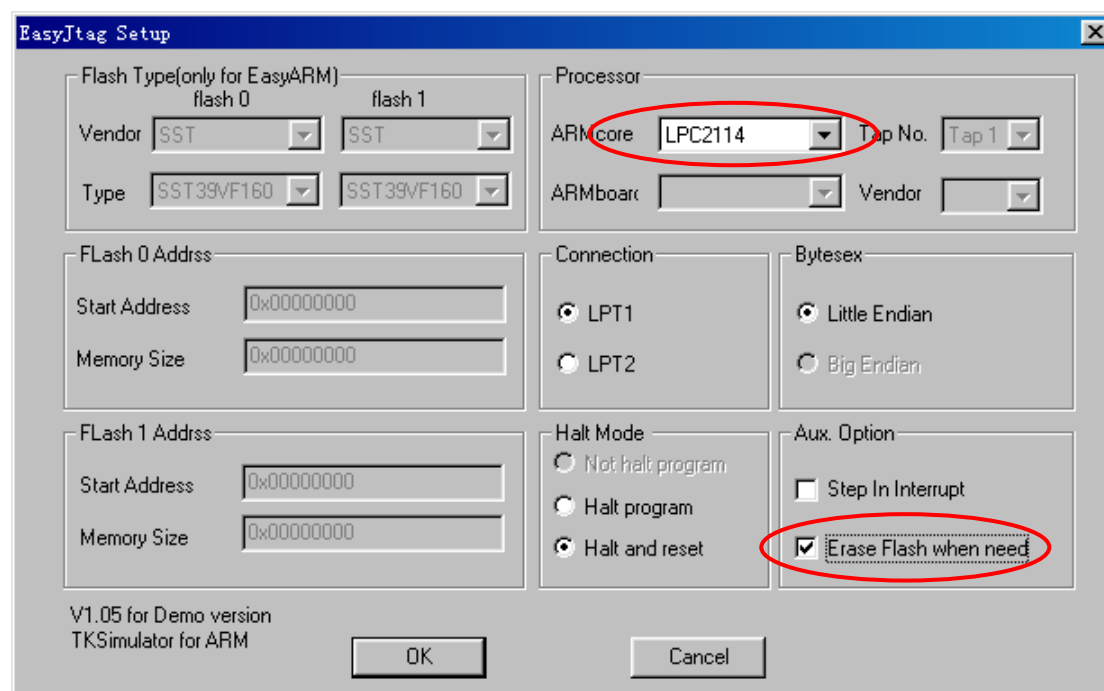 EasyJtag Setup
Flash Type(only for EasyARM)
flash 0 flash 1
Vendor SST SST
Type SST39VF160 SST39VF160
Processor
ARMcore LPC2114 Tap No. Tap 1
ARMboarc Vendor
FLash 0 Addrss
Start Address 0x00000000
Memory Size 0x00000000
Connection
LPT1
LPT2
Bytesex
Little Endian
Big Endian
FLash 1 Addrss
Start Address 0x00000000
Memory Size 0x00000000
Halt Mode
Not halt program
Halt program
Halt and reset
Aux. Option
Step In Interrupt
Erase Flash when need
V1.05 for Demo version
TKSimulator for ARM
OK Cancel